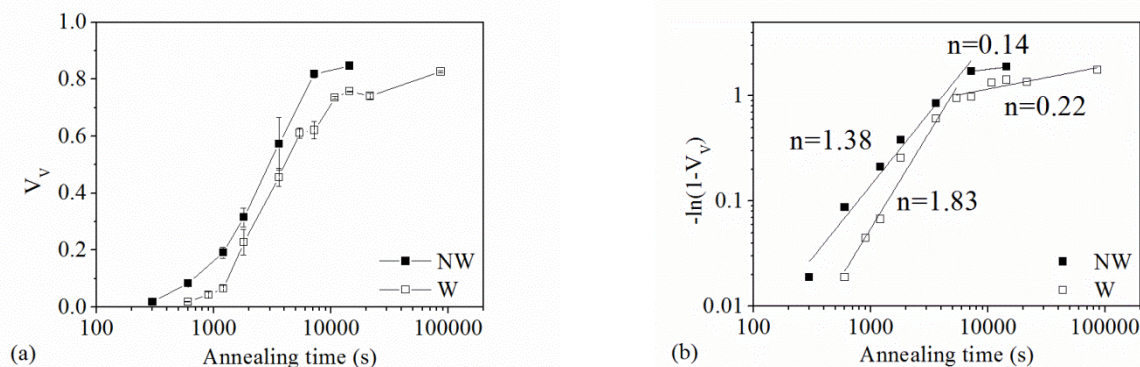 1.0
0.8
0.6
0.4
0.2
0.0
V_V
100 1000 10000 100000
Annealing time (s)
NW
W
(a)
1
0.1
0.01
-ln(1-V_V)
100 1000 10000 100000
Annealing time (s)
n=0.14
n=1.38
n=0.22
n=1.83
NW
W
(b)